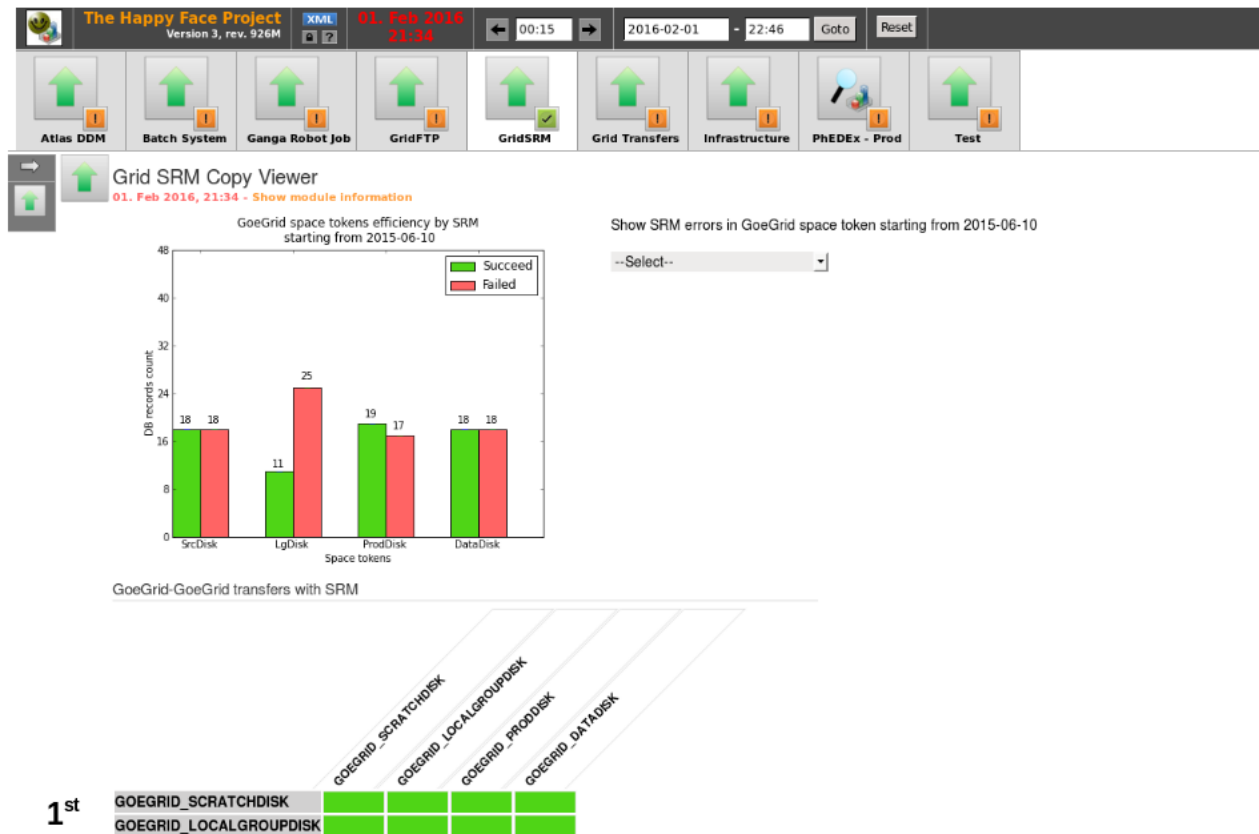 The Happy Face Project
Version 3, rev. 926M
XML
?
01. Feb 2016
21:34
00:15
2016-02-01 - 22:46 Goto Reset
Atlas DDM
Batch System
Ganga Robot Job
GridFTP
GridSRM
Grid Transfers
Infrastructure
PhEDEx - Prod
Test
Grid SRM Copy Viewer
01. Feb 2016, 21:34 - Show module information
GoeGrid space tokens efficiency by SRM
starting from 2015-06-10
Succeed
Failed
48
40
32
24
16
8
0
DB records count
18 18
11 25
19 17
18 18
SrcDisk LgDisk ProdDisk DataDisk
Space tokens
Show SRM errors in GoeGrid space token starting from 2015-06-10
--Select--
GoeGrid-GoeGrid transfers with SRM
GOEGRID_SCRATCHDISK
GOEGRID_LOCALGROUPDISK
GOEGRID_PRODDISK
GOEGRID_DATADISK
1st
GOEGRID_SCRATCHDISK
GOEGRID_LOCALGROUPDISK